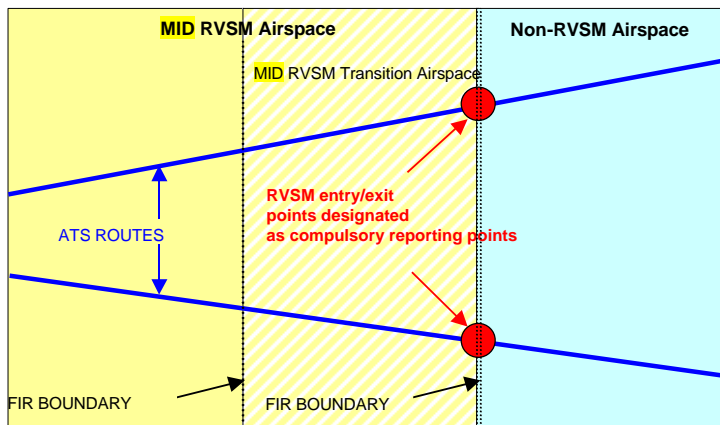 MID RVSM Airspace
Non-RVSM Airspace
MID RVSM Transition Airspace
RVSM entry/exit
points designated
as compulsory reporting points
ATS ROUTES
FIR BOUNDARY
FIR BOUNDARY